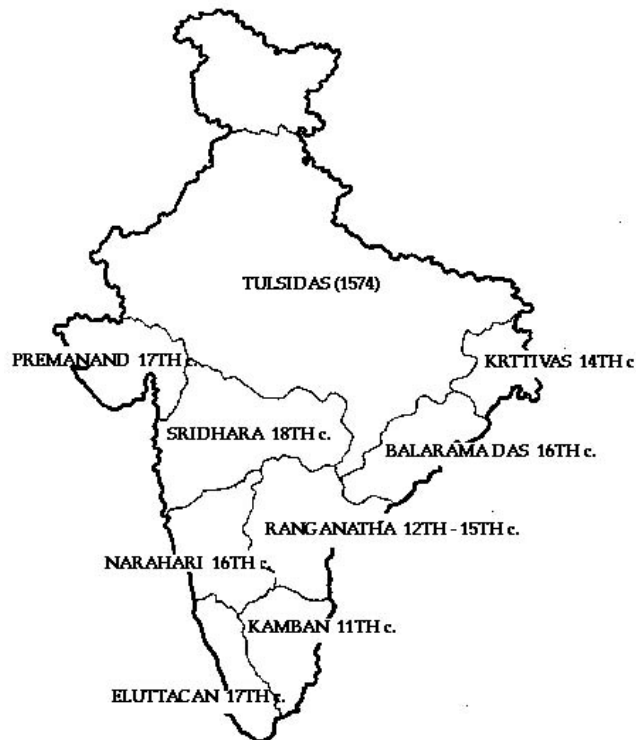 TULSIDAS (1574)
PREMANAND 17TH c.
KRTTIVAS 14TH c
SRIDHARA 18TH c.
BALARAMA DAS 16TH c.
RANGANATHA 12TH - 15TH c.
NARAHARI 16TH c.
KAMBAN 11TH c.
ELUTTACAN 17TH c.